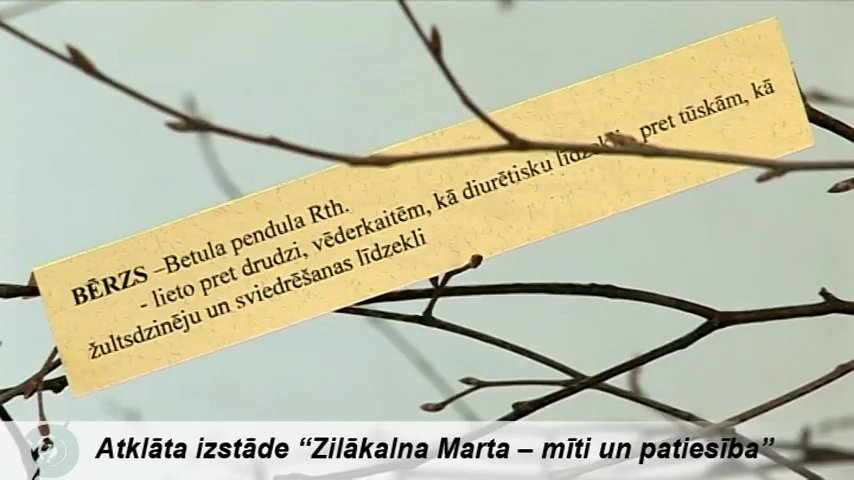 BĒRZS –Betula pendula Rth.
- lieto pret drudzi, vēderkaitēm, kā diurētisku līdzekli, pret tūskām, kā
žultsdzinēju un sviedrēšanas līdzekli
Atklāta izstāde “Zilākalna Marta – mīti un patiesība”